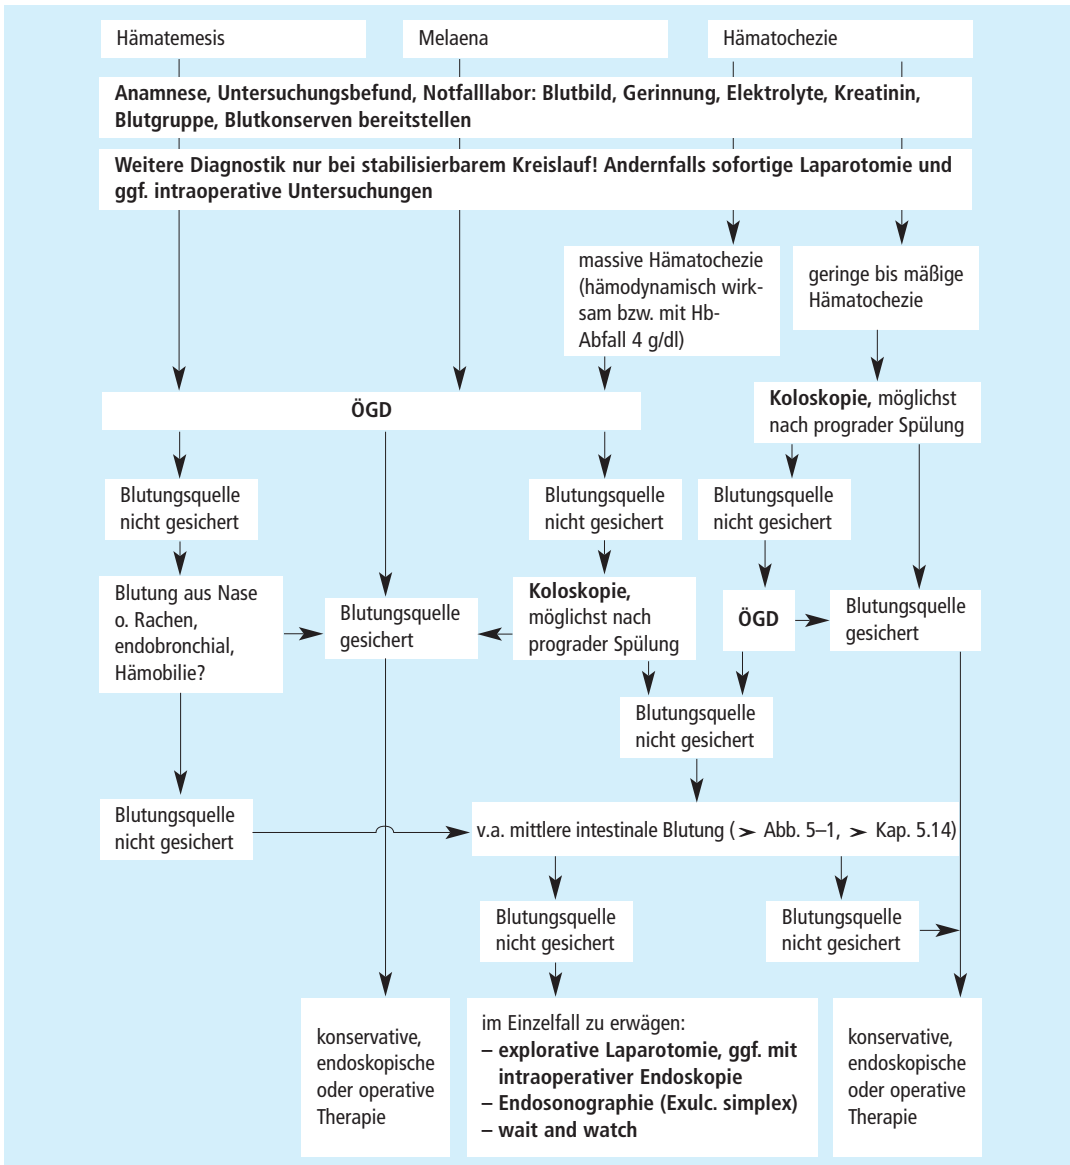 Hämatemesis
Melaena
Hämatochezie
Anamnese, Untersuchungsbefund, Notfalllabor: Blutbild, Gerinnung, Elektrolyte, Kreatinin,
Blutgruppe, Blutkonserven bereitstellen
Weitere Diagnostik nur bei stabilisierbarem Kreislauf! Andernfalls sofortige Laparotomie und
ggf. intraoperative Untersuchungen
massive Hämatochezie
(hämodynamisch wirk-
sam bzw. mit Hb-
Abfall 4 g/dl)
geringe bis mäßige
Hämatochezie
ÖGD
Koloskopie, möglichst
nach prograder Spülung
Blutungsquelle
nicht gesichert
Blutungsquelle
nicht gesichert
Blutungsquelle
nicht gesichert
Blutung aus Nase
o. Rachen,
endobronchial,
Hämobilie?
Blutungsquelle
gesichert
Koloskopie,
möglichst nach
prograder Spülung
ÖGD
Blutungsquelle
gesichert
Blutungsquelle
nicht gesichert
Blutungsquelle
nicht gesichert
v.a. mittlere intestinale Blutung (➤ Abb. 5–1, ➤ Kap. 5.14)
Blutungsquelle
nicht gesichert
Blutungsquelle
nicht gesichert
konservative,
endoskopische
oder operative
Therapie
im Einzelfall zu erwägen:
– explorative Laparotomie, ggf. mit
intraoperativer Endoskopie
– Endosonographie (Exulc. simplex)
– wait and watch
konservative,
endoskopische
oder operative
Therapie